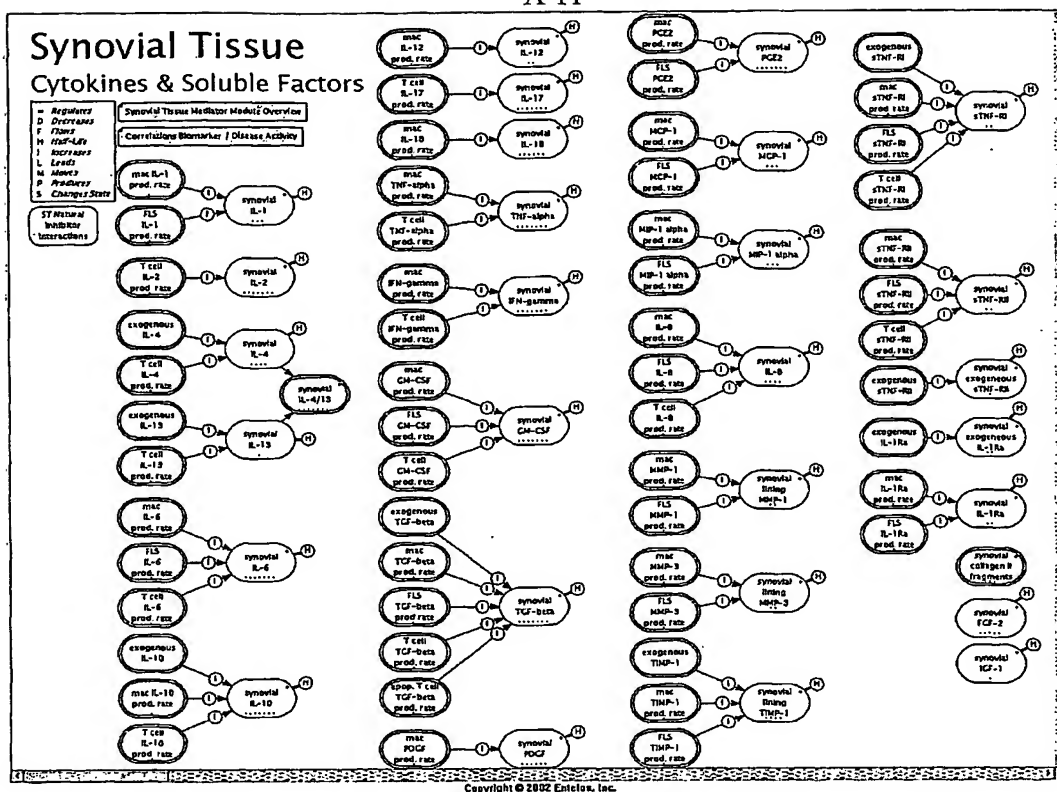 Synovial Tissue
Cytokines & Soluble Factors
= Regulates
D Decreases
F Flows
H Half-Life
I Increases
L Leads
M Moves
P Produces
S Changes State
Synovial Tissue Mediator Module Overview
Correlations Biomarker / Disease Activity
ST Natural
Inhibitor
Interactions
mac IL-1
prod. rate
I
FLS
IL-1
prod. rate
I
synovial
IL-1
H
T cell
IL-2
prod. rate
I
synovial
IL-2
H
exogenous
IL-4
I
T cell
IL-4
prod. rate
I
synovial
IL-4
H
synovial
IL-4/13
exogenous
IL-13
I
T cell
IL-13
prod. rate
I
synovial
IL-13
H
mac
IL-6
prod. rate
I
FLS
IL-6
prod. rate
I
T cell
IL-6
prod. rate
I
synovial
IL-6
H
exogenous
IL-10
I
mac IL-10
prod. rate
I
T cell
IL-10
prod. rate
I
synovial
IL-10
H
mac
IL-12
prod. rate
I
synovial
IL-12
H
T cell
IL-17
prod. rate
I
synovial
IL-17
H
mac
IL-18
prod. rate
I
synovial
IL-18
H
mac
TNF-alpha
prod. rate
I
T cell
TNF-alpha
prod. rate
I
synovial
TNF-alpha
H
mac
IFN-gamma
prod. rate
I
T cell
IFN-gamma
prod. rate
I
synovial
IFN-gamma
H
mac
GM-CSF
prod. rate
I
FLS
GM-CSF
prod. rate
I
T cell
GM-CSF
prod. rate
I
synovial
GM-CSF
H
exogenous
TGF-beta
I
mac
TGF-beta
prod. rate
I
FLS
TGF-beta
prod. rate
I
T cell
TGF-beta
prod. rate
I
apop. T cell
TGF-beta
prod. rate
I
synovial
TGF-beta
H
mac
PDGF
prod. rate
I
synovial
PDGF
H
mac
PGE2
prod. rate
I
FLS
PGE2
prod. rate
I
synovial
PGE2
H
mac
MCP-1
prod. rate
I
FLS
MCP-1
prod. rate
I
synovial
MCP-1
H
mac
MIP-1 alpha
prod. rate
I
FLS
MIP-1 alpha
prod. rate
I
synovial
MIP-1 alpha
H
mac
IL-8
prod. rate
I
FLS
IL-8
prod. rate
I
T cell
IL-8
prod. rate
I
synovial
IL-8
H
mac
MMP-1
prod. rate
I
FLS
MMP-1
prod. rate
I
synovial
lining
MMP-1
H
mac
MMP-3
prod. rate
I
FLS
MMP-3
prod. rate
I
synovial
lining
MMP-3
H
exogenous
TIMP-1
I
mac
TIMP-1
prod. rate
I
FLS
TIMP-1
prod. rate
I
synovial
lining
TIMP-1
H
exogenous
sTNF-RI
I
mac
sTNF-RI
prod. rate
I
FLS
sTNF-RI
prod. rate
I
T cell
sTNF-RI
prod. rate
I
synovial
sTNF-RI
H
mac
sTNF-RII
prod. rate
I
FLS
sTNF-RII
prod. rate
I
T cell
sTNF-RII
prod. rate
I
synovial
sTNF-RII
H
exogenous
sTNF-RII
I
synovial
exogenous
sTNF-RII
H
exogenous
IL-1Ra
I
synovial
exogenous
IL-1Ra
H
mac
IL-1Ra
prod. rate
I
FLS
IL-1Ra
prod. rate
I
synovial
IL-1Ra
H
synovial
collagen II
fragments
synovial
FGF-2
H
synovial
IGF-1
H
Copyright © 2002 Entelos, Inc.